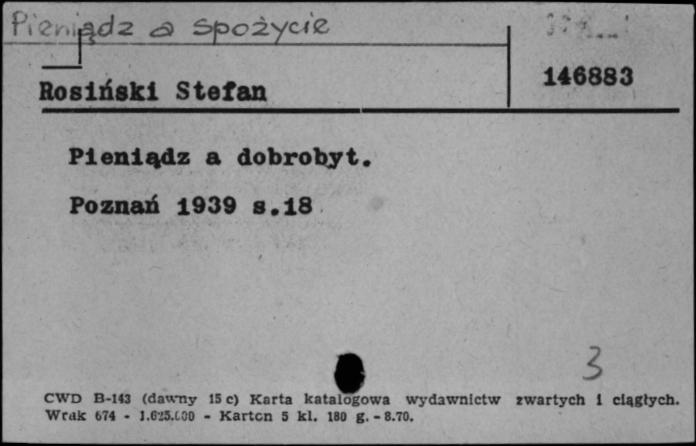 Pieniądz a spożycie
146883
Rosiński Stefan
Pieniądz a dobrobyt.
Poznań 1939 s.18
3
CWD B-143 (dawny 15 c) Karta katalogowa wydawnictw zwartych i ciągłych.
Wrak 674 - 1.625.000 - Karton 5 kl. 180 g. - 8.70.